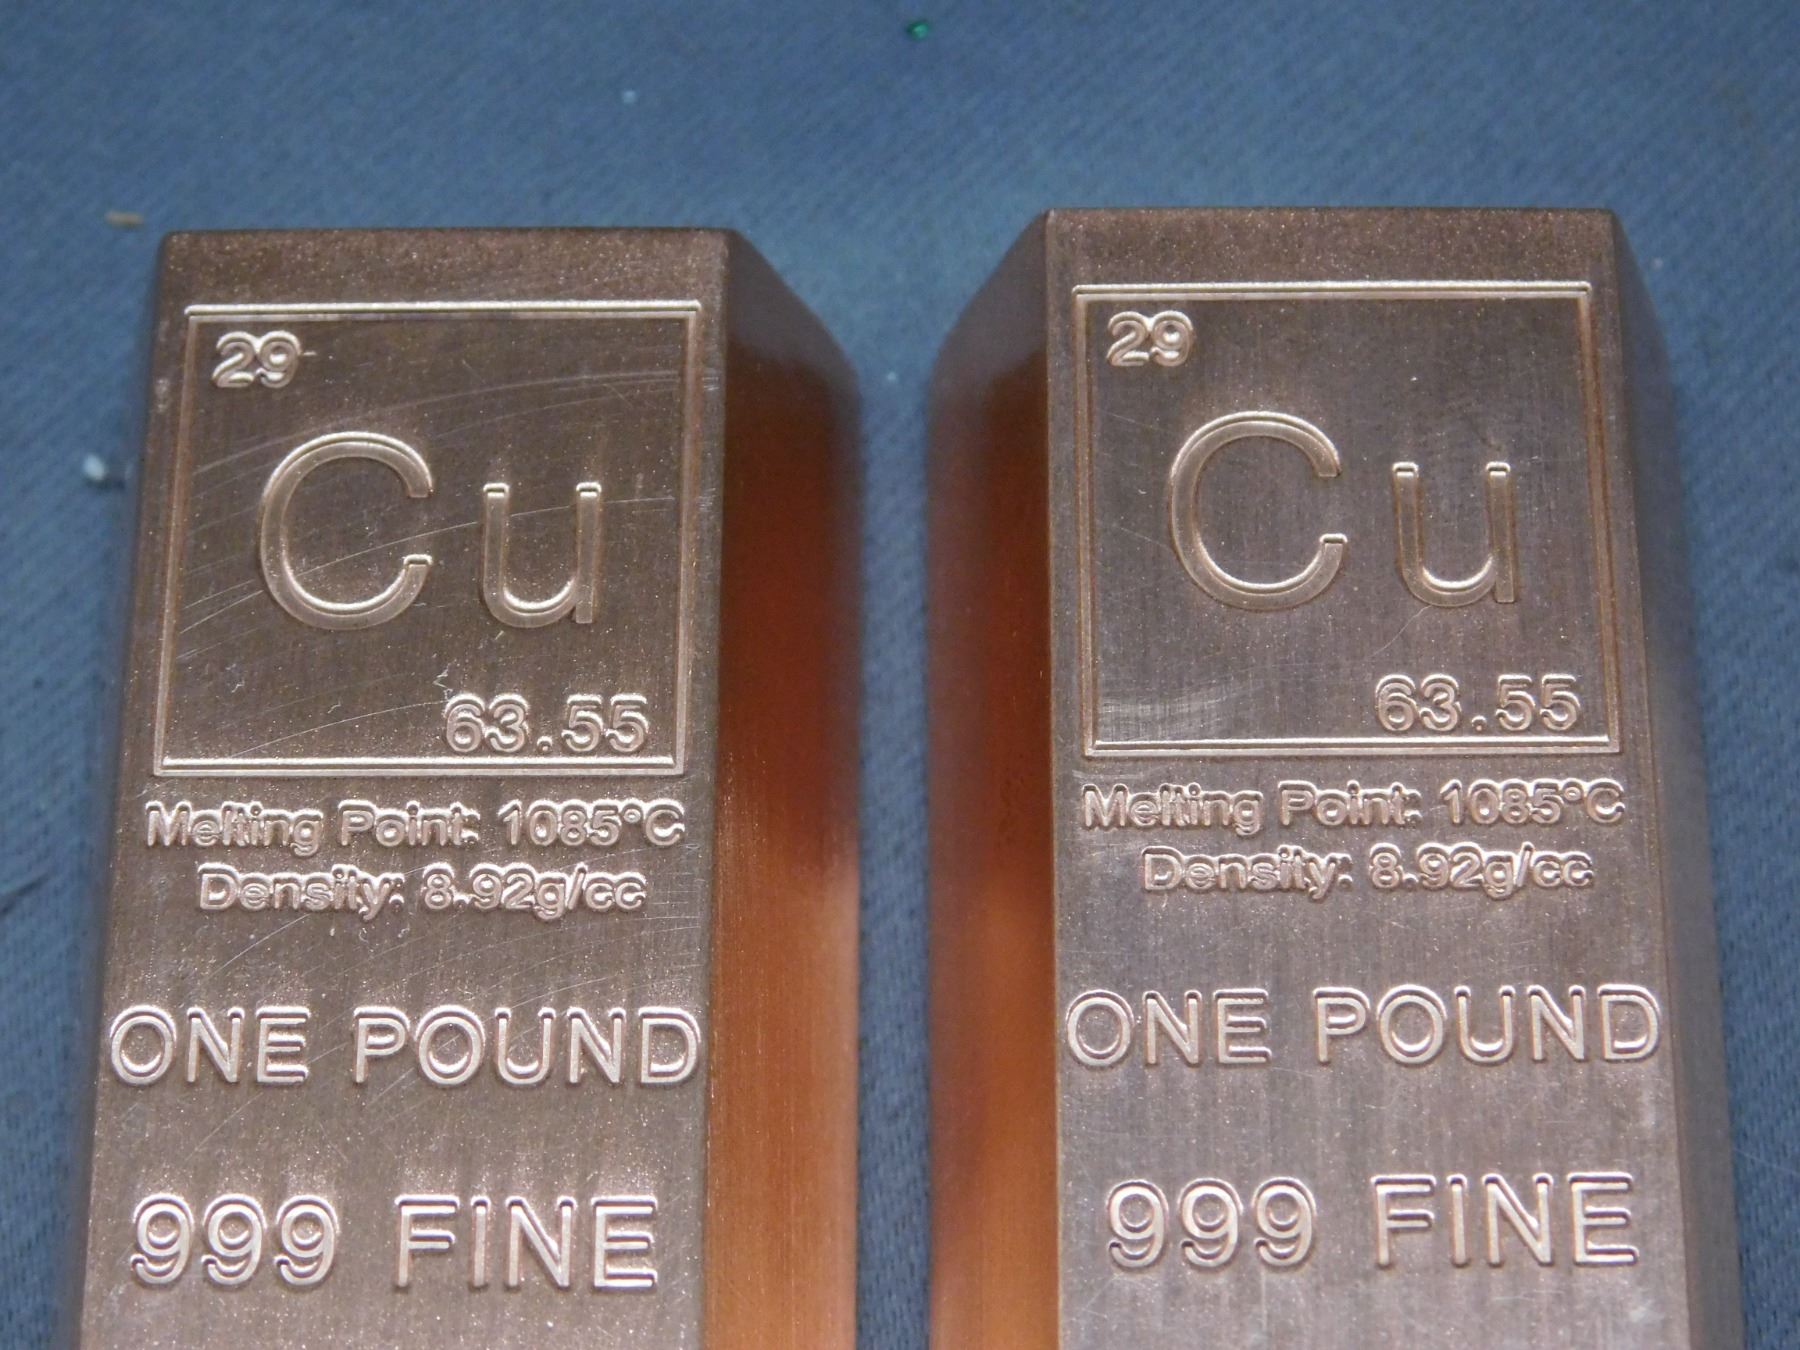 29
Cu
63.55
Melting Point: 1085°C
Density: 8.92g/cc
ONE POUND
999 FINE
29
Cu
63.55
Melting Point: 1085°C
Density: 8.92g/cc
ONE POUND
999 FINE